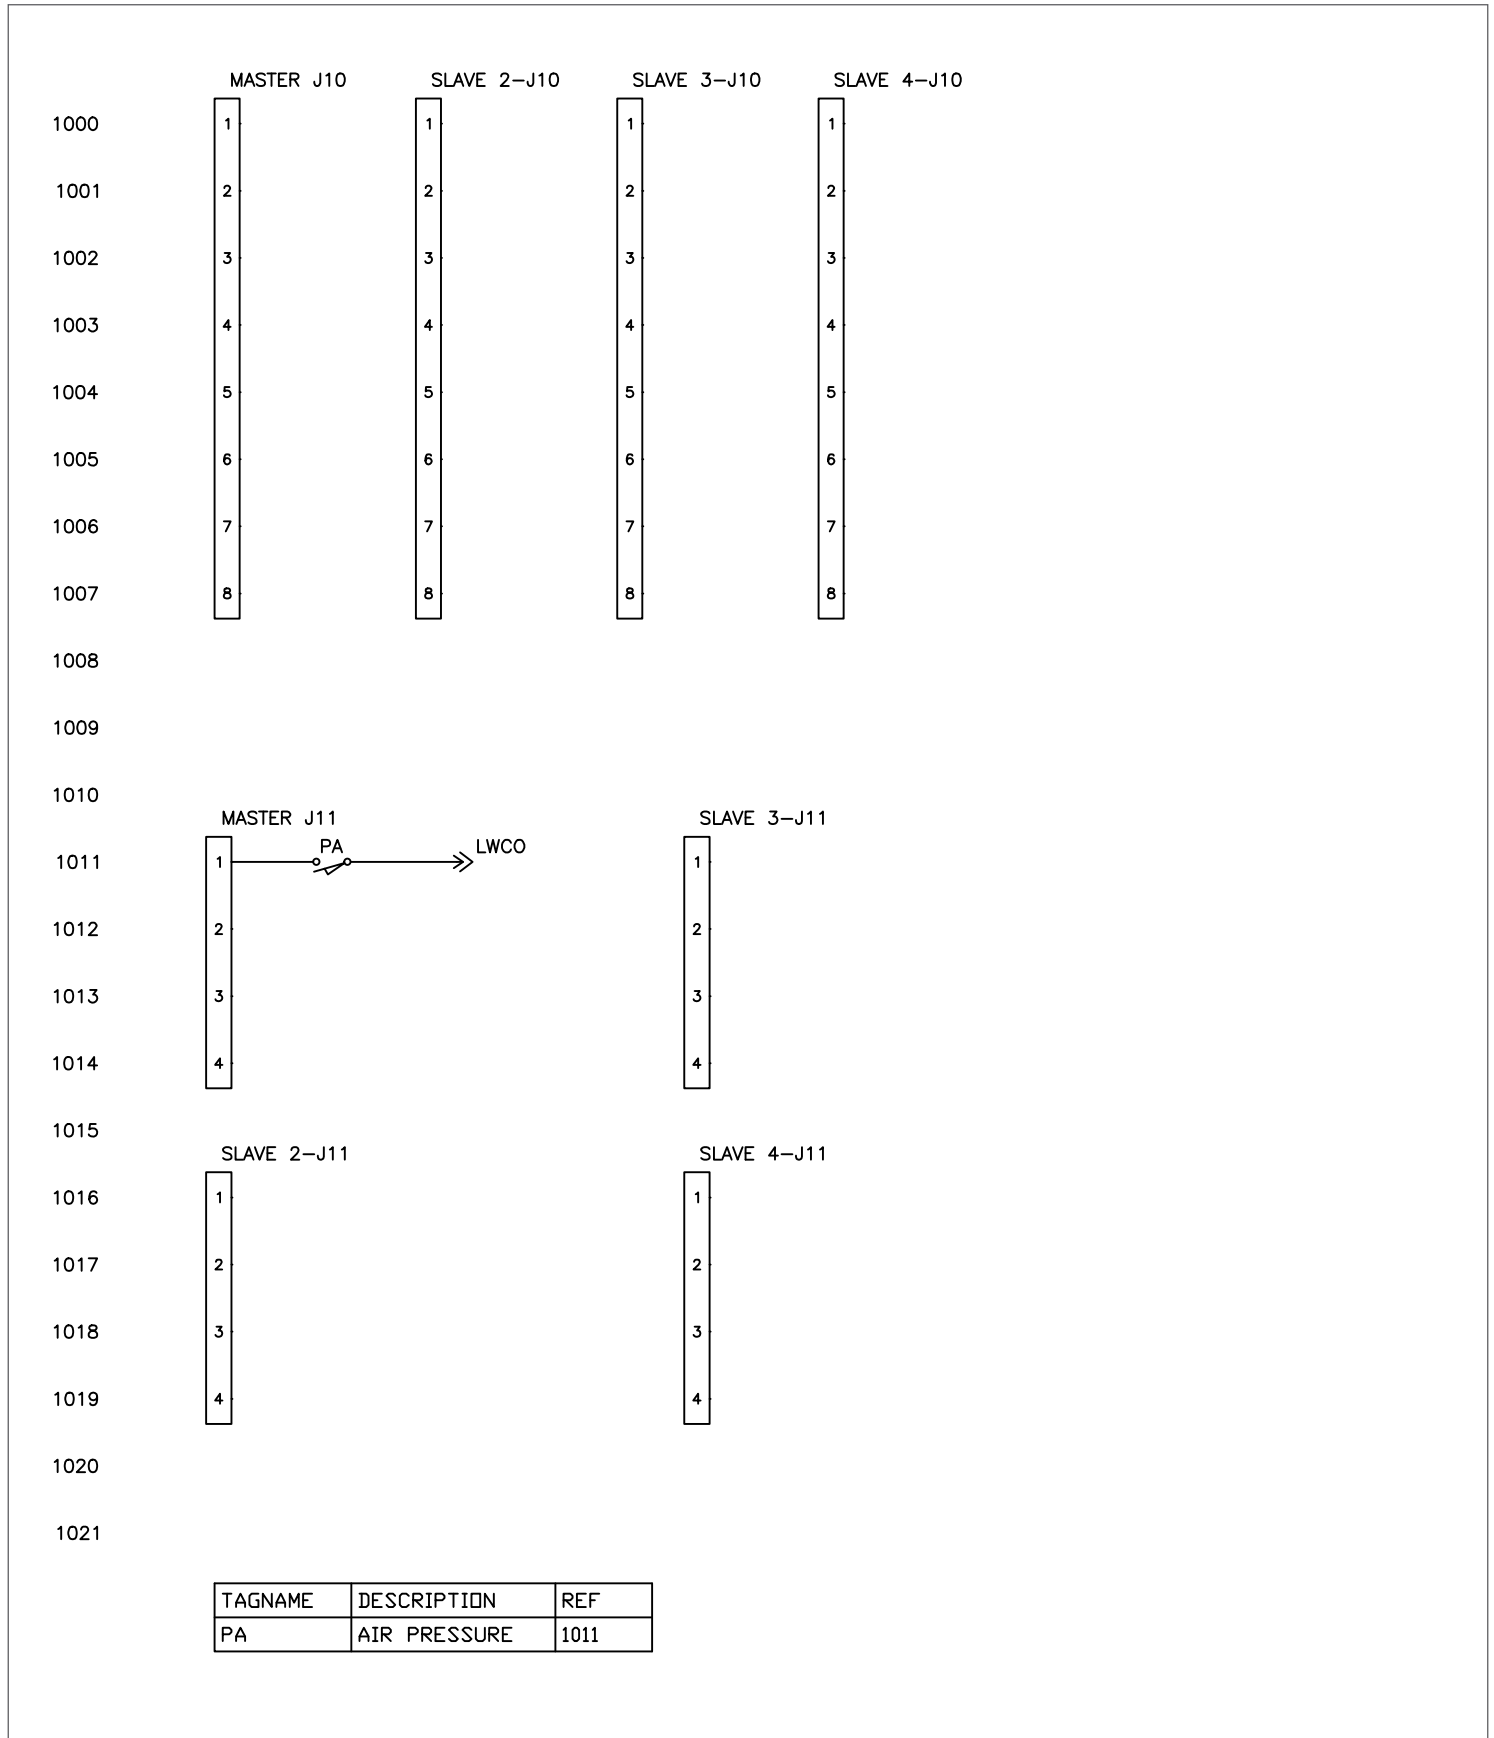 MASTER J10 SLAVE 2-J10 SLAVE 3-J10 SLAVE 4-J10
1000 1 1 1 1
1001 2 2 2 2
1002 3 3 3 3
1003 4 4 4 4
1004 5 5 5 5
1005 6 6 6 6
1006 7 7 7 7
1007 8 8 8 8
1008
1009
1010
MASTER J11 SLAVE 3-J11
PA LWCO
1011 1 1
1012 2 2
1013 3 3
1014 4 4
1015
SLAVE 2-J11 SLAVE 4-J11
1016 1 1
1017 2 2
1018 3 3
1019 4 4
1020
1021
TAGNAME DESCRIPTION REF
PA AIR PRESSURE 1011